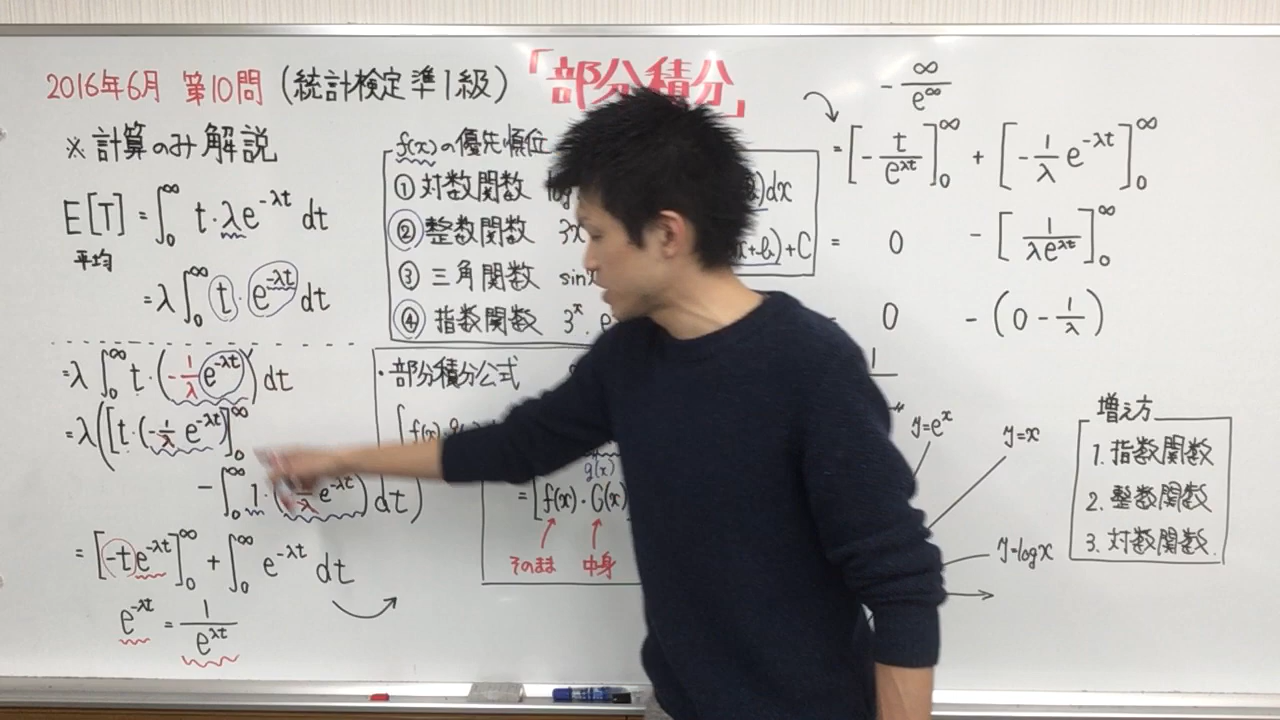 2016年6月 第10問 (統計検定準1級) 「部分積分」
※計算のみ解説
E[T] = ∫₀^∞ t・λe^{-λt} dt
平均
= λ∫₀^∞ t・e^{-λt} dt
= λ∫₀^∞ t・(-1/λ e^{-λt})' dt
= λ([t・(-1/λ e^{-λt})]₀^∞
- ∫₀^∞ 1・( 1/λ e^{-λt}) dt)
= [-t e^{-λt}]₀^∞ + ∫₀^∞ e^{-λt} dt
e^{-λt} = 1/e^{λt}
f(x)の優先順位
① 対数関数 log
② 整数関数 3x
③ 三角関数 sinx
④ 指数関数 3^x. e
)dx
+b)+C
・部分積分公式
∫f(x)
g(x)
= [f(x)・G(x)]
そのまま 中身
-∞/e^∞
= [-t/e^{λt}]₀^∞ + [-1/λ e^{-λt}]₀^∞
= 0 - [1/λe^{λt}]₀^∞
0 - (0 - 1/λ)
1
y=e^x
y=x
y=logx
増え方
1. 指数関数
2. 整数関数
3. 対数関数.